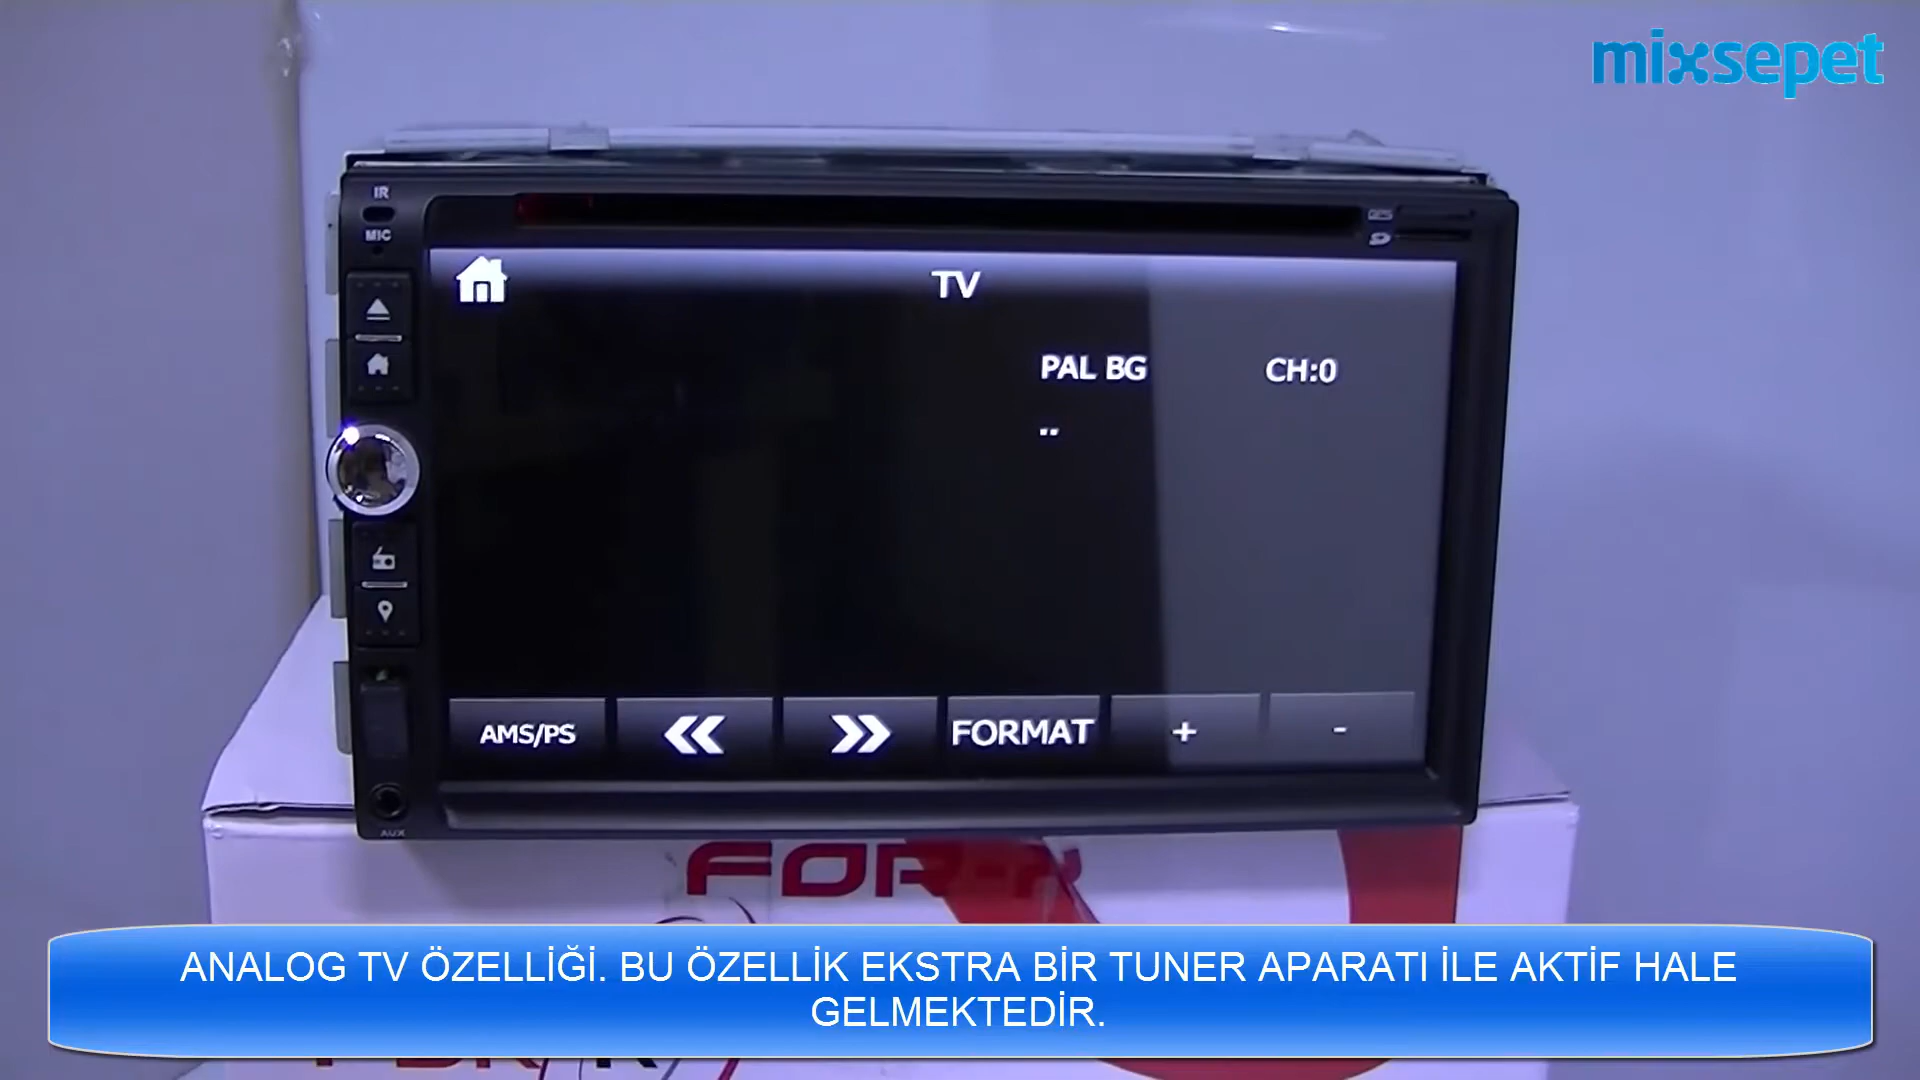 mixsepet
IR
MIC
TV
PAL BG CH:0
--
AMS/PS FORMAT + -
AUX
FOR-X
ANALOG TV ÖZELLİĞİ. BU ÖZELLİK EKSTRA BİR TUNER APARATI İLE AKTİF HALE
GELMEKTEDİR.